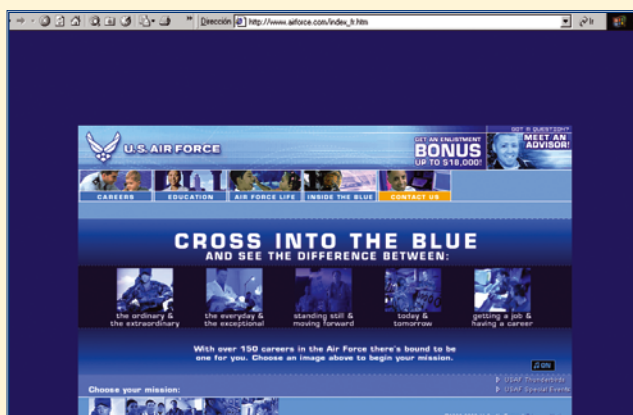 Dirección http://www.airforce.com/index_fr.htm Ir
GOT A QUESTION?
U.S. AIR FORCE
GET AN ENLISTMENT
BONUS
UP TO $18,000!
MEET AN
ADVISOR!
CAREERS EDUCATION AIR FORCE LIFE INSIDE THE BLUE CONTACT US
CROSS INTO THE BLUE
AND SEE THE DIFFERENCE BETWEEN:
the ordinary &
the extraordinary
the everyday &
the exceptional
standing still &
moving forward
today &
tomorrow
getting a job &
having a career
With over 150 careers in the Air Force there's bound to be
one for you. Choose an image above to begin your mission.
ON
USAF Thunderbirds
USAF Special Events
Choose your mission: